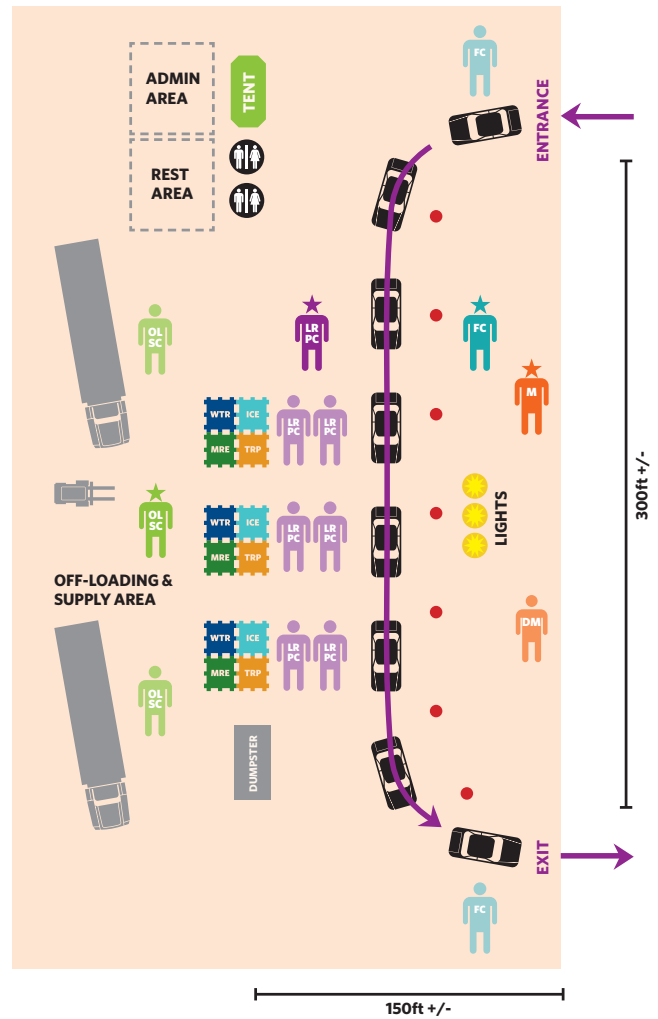 FC
ADMIN
AREA
TENT
ENTRANCE
REST
AREA
OL
SC
LR
PC
FC
M
WTR
ICE
MRE
TRP
LR
PC
LR
PC
OL
SC
WTR
ICE
MRE
TRP
LR
PC
LR
PC
LIGHTS
300ft +/-
OFF-LOADING &
SUPPLY AREA
WTR
ICE
MRE
TRP
LR
PC
LR
PC
DM
OL
SC
DUMPSTER
EXIT
FC
150ft +/-